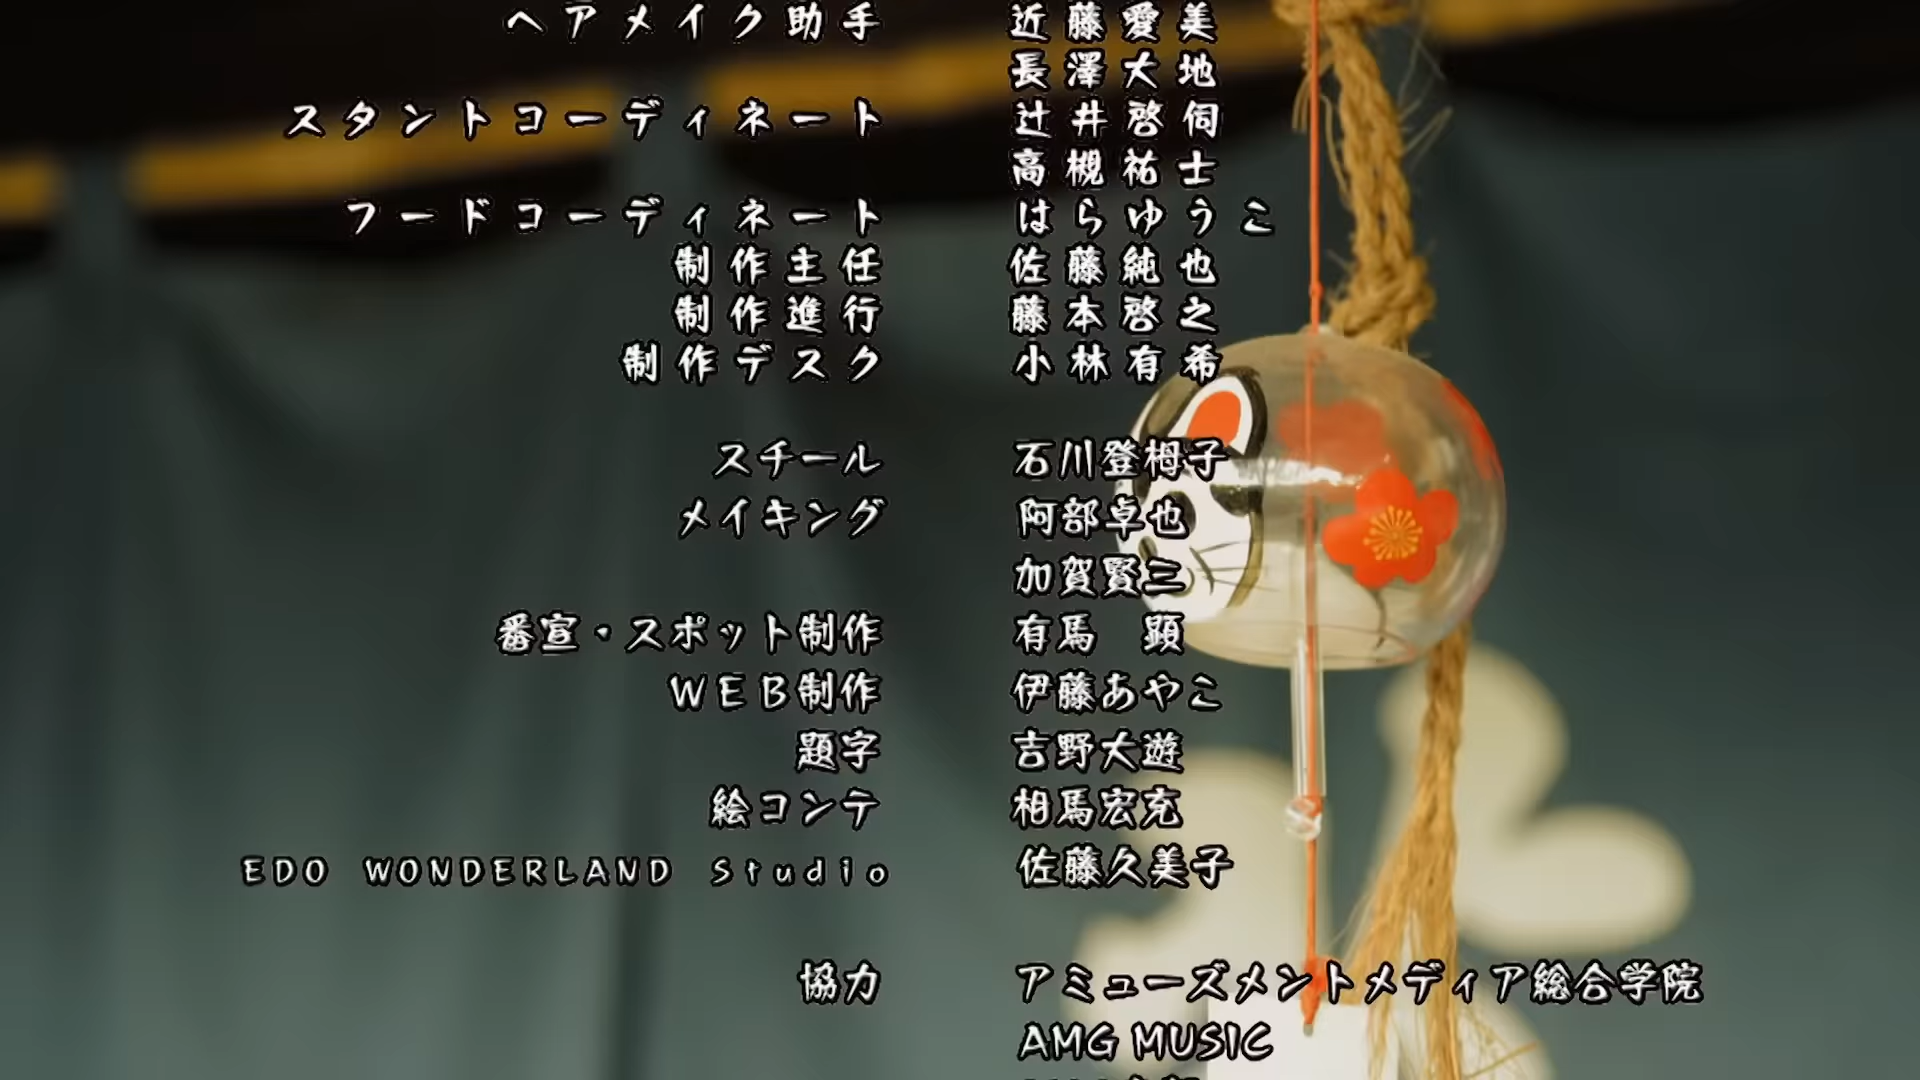 ヘアメイク助手 近藤愛美
長澤大地
スタントコーディネート 辻井啓伺
高槻祐士
フードコーディネート はらゆうこ
制作主任 佐藤純也
制作進行 藤本啓之
制作デスク 小林有希
スチール 石川登栂子
メイキング 阿部卓也
加賀賢三
番宣・スポット制作 有馬 顕
WEB制作 伊藤あやこ
題字 吉野大遊
絵コンテ 相馬宏充
EDO WONDERLAND Studio 佐藤久美子
協力 アミューズメントメディア総合学院
AMG MUSIC